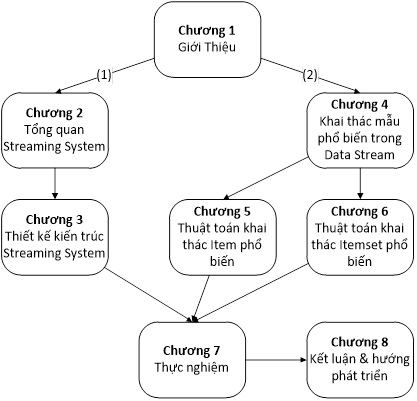 Chương 1
Giới Thiệu
(1)
(2)
Chương 2
Tổng quan
Streaming System
Chương 4
Khai thác mẫu
phổ biến trong
Data Stream
Chương 3
Thiết kế kiến trúc
Streaming System
Chương 5
Thuật toán khai
thác Item phổ
biến
Chương 6
Thuật toán khai
thác Itemset phổ
biến
Chương 7
Thực nghiệm
Chương 8
Kết luận & hướng
phát triển